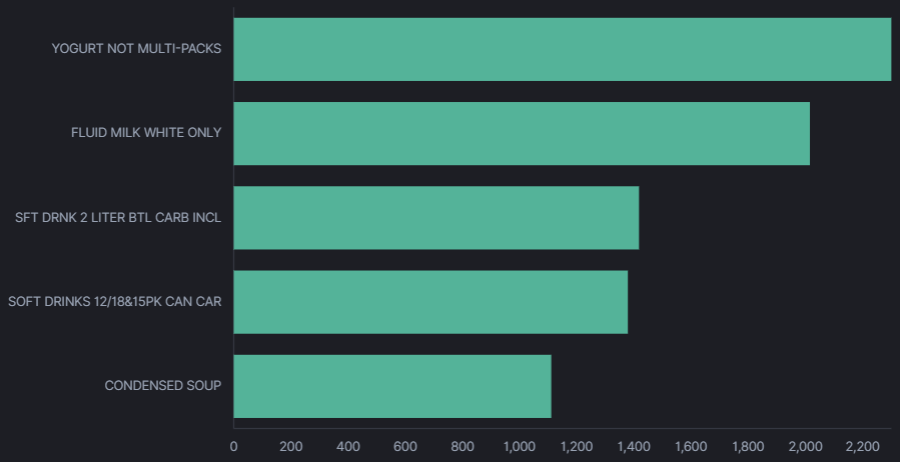 YOGURT NOT MULTI-PACKS
FLUID MILK WHITE ONLY
SFT DRNK 2 LITER BTL CARB INCL
SOFT DRINKS 12/18&15PK CAN CAR
CONDENSED SOUP
0 200 400 600 800 1,000 1,200 1,400 1,600 1,800 2,000 2,200